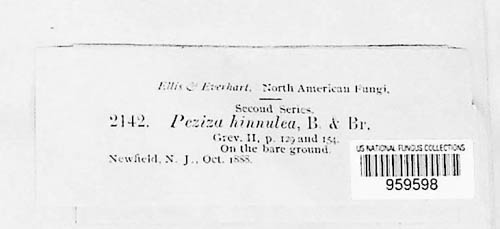 Ellis & Everhart, North American Fungi.
Second Series.
2142. Peziza hinnulea, B. & Br.
Grev. II, p. 129 and 154.
On the bare ground.
Newfield, N. J., Oct. 1888.
US NATIONAL FUNGUS COLLECTIONS
959598